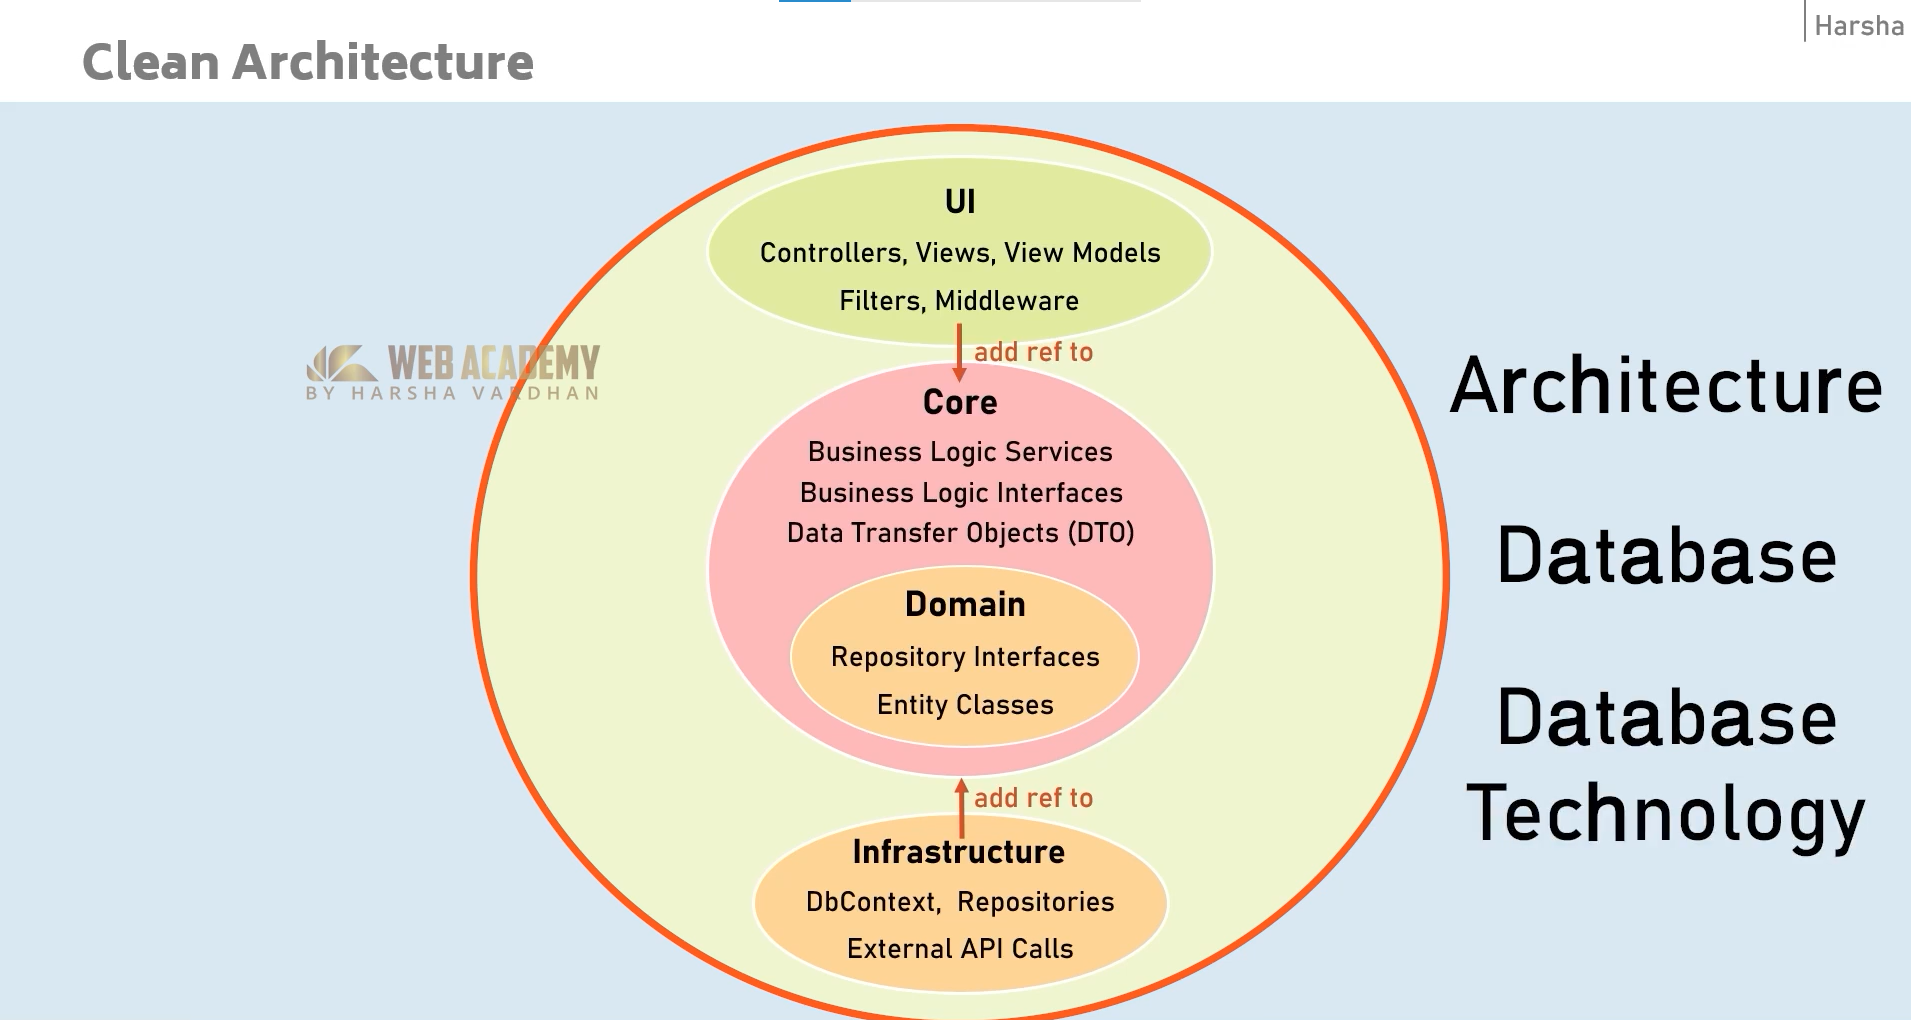 Harsha
Clean Architecture
UI
Controllers, Views, View Models
Filters, Middleware
add ref to
WEB ACADEMY
BY HARSHA VARDHAN
Core
Business Logic Services
Business Logic Interfaces
Data Transfer Objects (DTO)
Domain
Repository Interfaces
Entity Classes
add ref to
Infrastructure
DbContext, Repositories
External API Calls
Architecture
Database
Database
Technology